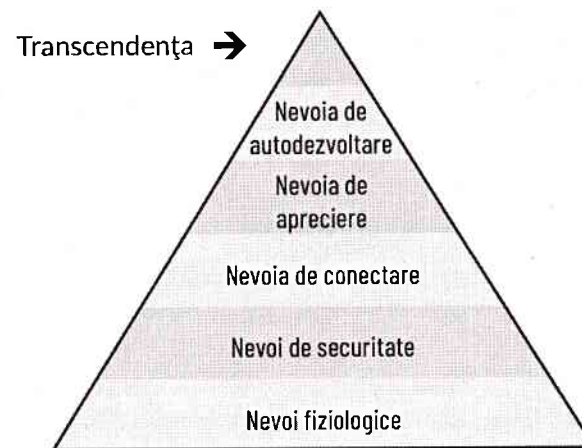 Transcendenţa ➔
Nevoia de
autodezvoltare
Nevoia de
apreciere
Nevoia de conectare
Nevoi de securitate
Nevoi fiziologice